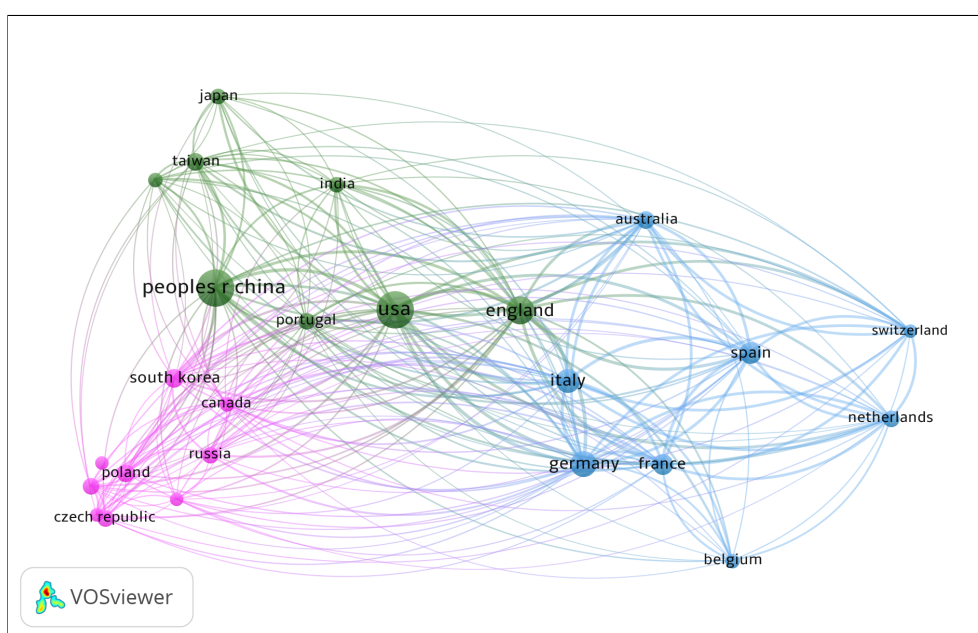 japan
taiwan
india
australia
peoples r china
usa
england
portugal
switzerland
spain
south korea
italy
canada
netherlands
russia
germany
france
poland
czech republic
belgium
VOSviewer